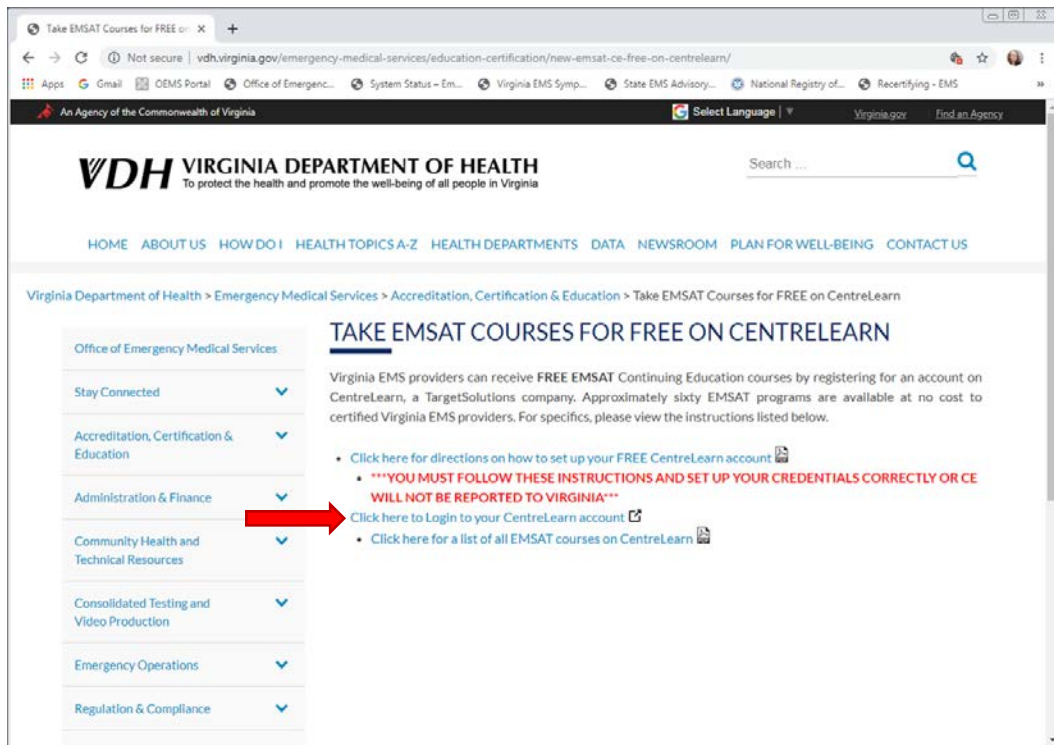 Take EMSAT Courses for FREE on
Not secure | vdh.virginia.gov/emergency-medical-services/education-certification/new-emsat-ce-free-on-centrelearn/
Apps Gmail OEMS Portal Office of Emergenc... System Status – Em... Virginia EMS Symp... State EMS Advisory... National Registry of... Recertifying - EMS »
An Agency of the Commonwealth of Virginia Select Language | ▼ Virginia.gov Find an Agency
VDH VIRGINIA DEPARTMENT OF HEALTH
To protect the health and promote the well-being of all people in Virginia
Search ...
HOME ABOUT US HOW DO I HEALTH TOPICS A-Z HEALTH DEPARTMENTS DATA NEWSROOM PLAN FOR WELL-BEING CONTACT US
Virginia Department of Health > Emergency Medical Services > Accreditation, Certification & Education > Take EMSAT Courses for FREE on CentreLearn
Office of Emergency Medical Services
Stay Connected
Accreditation, Certification &
Education
Administration & Finance
Community Health and
Technical Resources
Consolidated Testing and
Video Production
Emergency Operations
Regulation & Compliance
TAKE EMSAT COURSES FOR FREE ON CENTRELEARN
Virginia EMS providers can receive FREE EMSAT Continuing Education courses by registering for an account on
CentreLearn, a TargetSolutions company. Approximately sixty EMSAT programs are available at no cost to
certified Virginia EMS providers. For specifics, please view the instructions listed below.
• Click here for directions on how to set up your FREE CentreLearn account
• ***YOU MUST FOLLOW THESE INSTRUCTIONS AND SET UP YOUR CREDENTIALS CORRECTLY OR CE
WILL NOT BE REPORTED TO VIRGINIA***
Click here to Login to your CentreLearn account
• Click here for a list of all EMSAT courses on CentreLearn